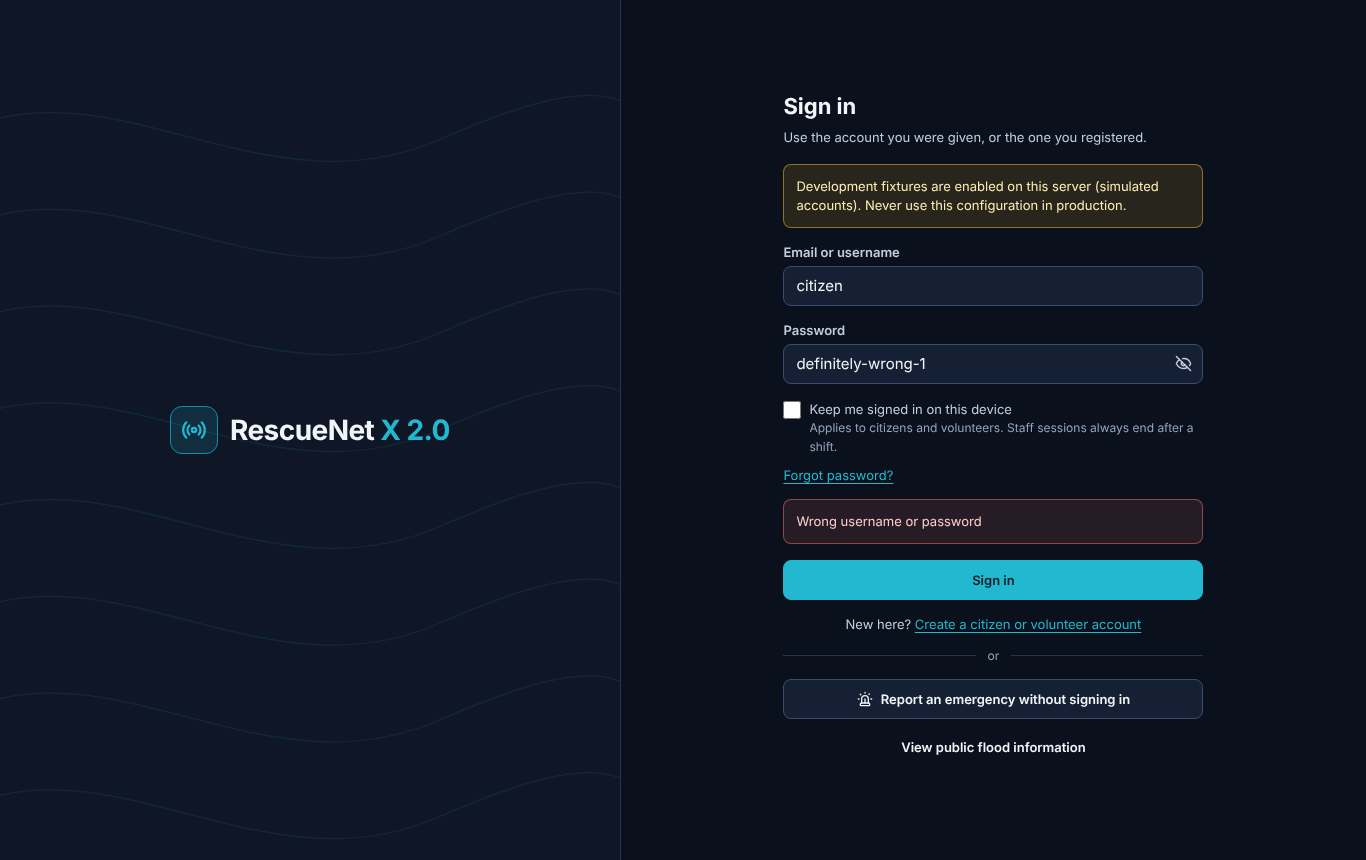 RescueNet X 2.0
Sign in
Use the account you were given, or the one you registered.
Development fixtures are enabled on this server (simulated
accounts). Never use this configuration in production.
Email or username
citizen
Password
definitely-wrong-1
Keep me signed in on this device
Applies to citizens and volunteers. Staff sessions always end after a
shift.
Forgot password?
Wrong username or password
Sign in
New here? Create a citizen or volunteer account
or
Report an emergency without signing in
View public flood information